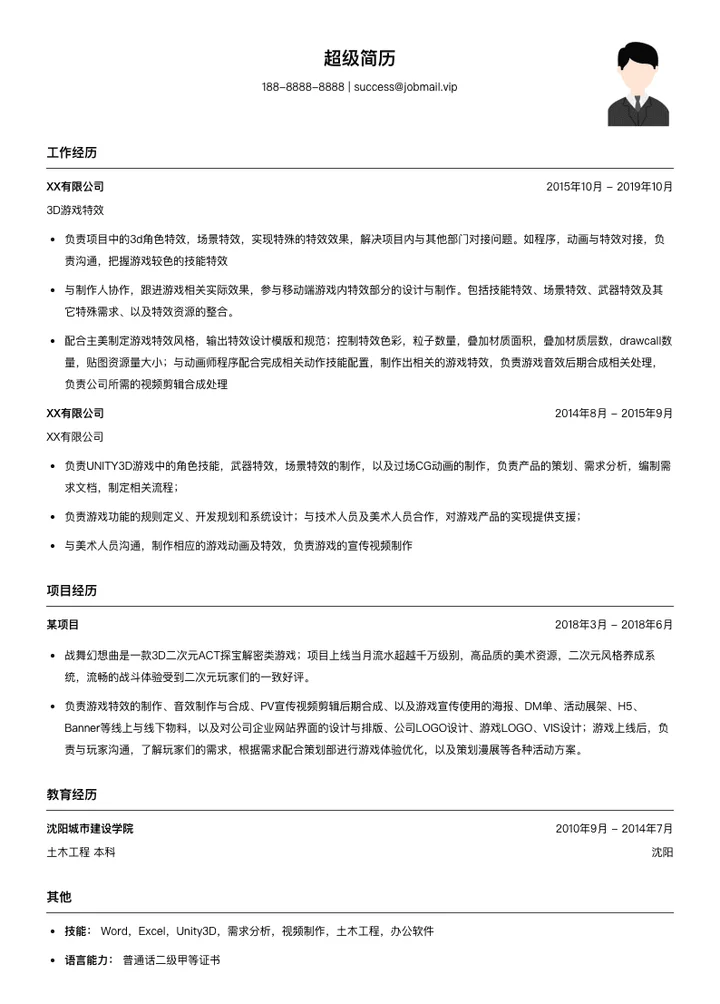 超级简历
188-8888-8888 | success@jobmail.vip
工作经历
XX有限公司 2015年10月 - 2019年10月
3D游戏特效
• 负责项目中的3d角色特效，场景特效，实现特殊的特效效果，解决项目内与其他部门对接问题。如程序，动画与特效对接，负
责沟通，把握游戏较色的技能特效
• 与制作人协作，跟进游戏相关实际效果，参与移动端游戏内特效部分的设计与制作。包括技能特效、场景特效、武器特效及其
它特殊需求、以及特效资源的整合。
• 配合主美制定游戏特效风格，输出特效设计模版和规范；控制特效色彩，粒子数量，叠加材质面积，叠加材质层数，drawcall数
量，贴图资源量大小；与动画师程序配合完成相关动作技能配置，制作出相关的游戏特效，负责游戏音效后期合成相关处理，
负责公司所需的视频剪辑合成处理
XX有限公司 2014年8月 - 2015年9月
XX有限公司
• 负责UNITY3D游戏中的角色技能，武器特效，场景特效的制作，以及过场CG动画的制作，负责产品的策划、需求分析，编制需
求文档，制定相关流程；
• 负责游戏功能的规则定义、开发规划和系统设计；与技术人员及美术人员合作，对游戏产品的实现提供支援；
• 与美术人员沟通，制作相应的游戏动画及特效，负责游戏的宣传视频制作
项目经历
某项目 2018年3月 - 2018年6月
• 战舞幻想曲是一款3D二次元ACT探宝解密类游戏；项目上线当月流水超越千万级别，高品质的美术资源，二次元风格养成系
统，流畅的战斗体验受到二次元玩家们的一致好评。
• 负责游戏特效的制作、音效制作与合成、PV宣传视频剪辑后期合成、以及游戏宣传使用的海报、DM单、活动展架、H5、
Banner等线上与线下物料，以及对公司企业网站界面的设计与排版、公司LOGO设计、游戏LOGO、VIS设计；游戏上线后，负
责与玩家沟通，了解玩家们的需求，根据需求配合策划部进行游戏体验优化，以及策划漫展等各种活动方案。
教育经历
沈阳城市建设学院 2010年9月 - 2014年7月
土木工程 本科 沈阳
其他
• 技能： Word，Excel，Unity3D，需求分析，视频制作，土木工程，办公软件
• 语言能力： 普通话二级甲等证书